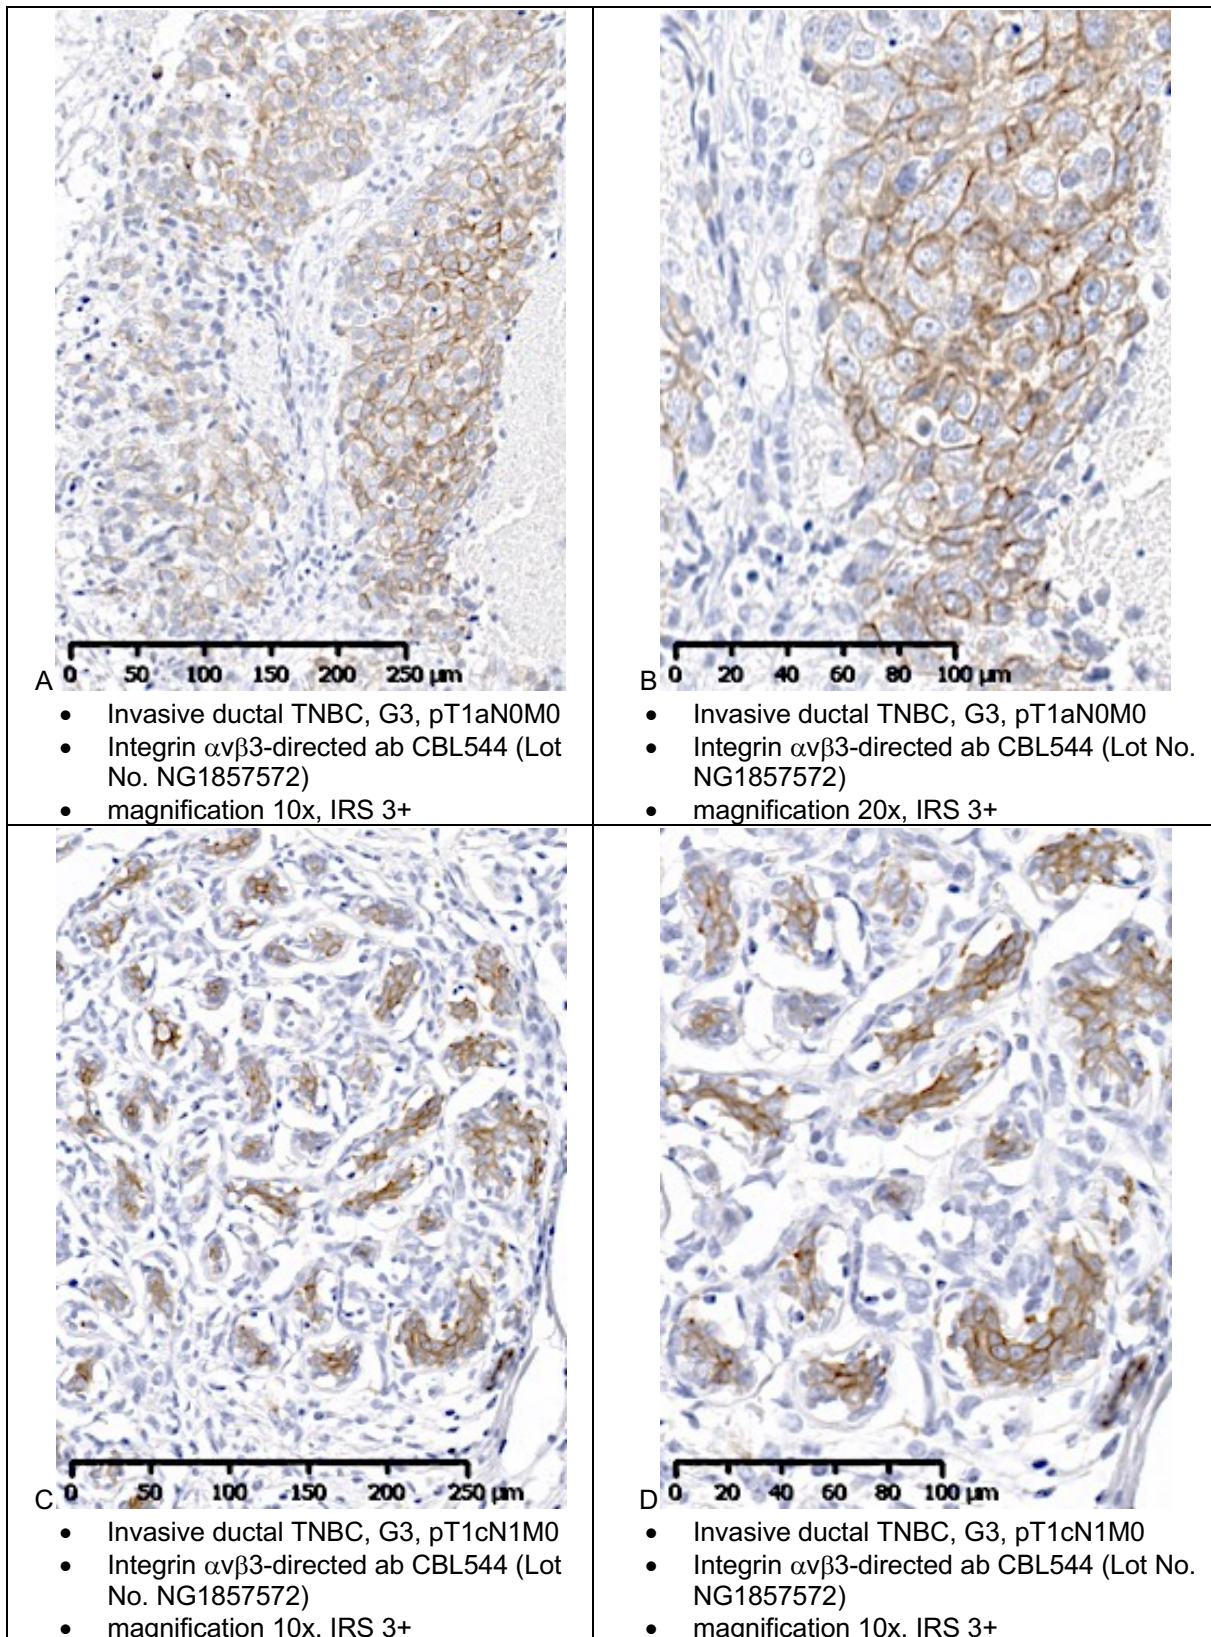 0 50 100 150 200 250 µm
A
• Invasive ductal TNBC, G3, pT1aN0M0
• Integrin αvβ3-directed ab CBL544 (Lot
No. NG1857572)
• magnification 10x, IRS 3+
0 20 40 60 80 100 µm
B
• Invasive ductal TNBC, G3, pT1aN0M0
• Integrin αvβ3-directed ab CBL544 (Lot No.
NG1857572)
• magnification 20x, IRS 3+
0 50 100 150 200 250 µm
C
• Invasive ductal TNBC, G3, pT1cN1M0
• Integrin αvβ3-directed ab CBL544 (Lot
No. NG1857572)
• magnification 10x, IRS 3+
0 20 40 60 80 100 µm
D
• Invasive ductal TNBC, G3, pT1cN1M0
• Integrin αvβ3-directed ab CBL544 (Lot No.
NG1857572)
• magnification 10x, IRS 3+